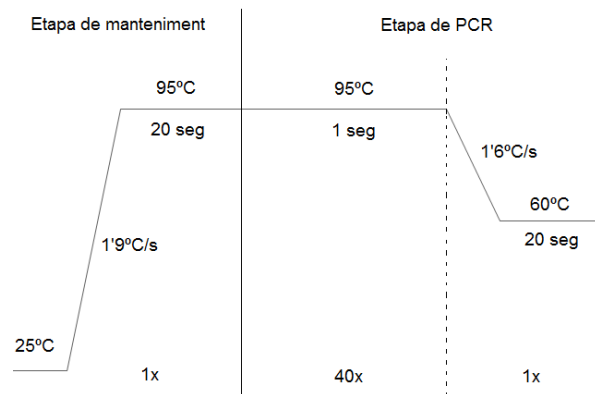 Etapa de manteniment
Etapa de PCR
95ºC
95ºC
20 seg
1 seg
1'6ºC/s
60ºC
20 seg
1'9ºC/s
25ºC
1x
40x
1x